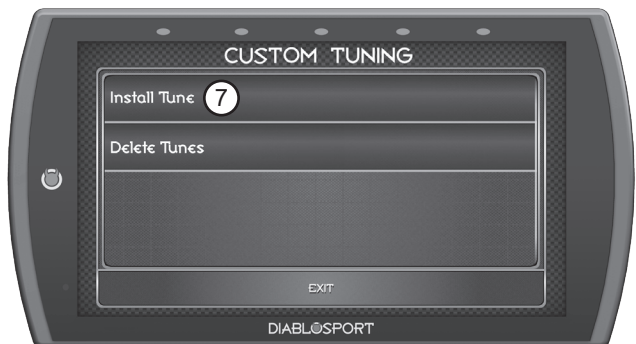 CUSTOM TUNING
Install Tune 7
Delete Tunes
EXIT
DIABLOSPORT